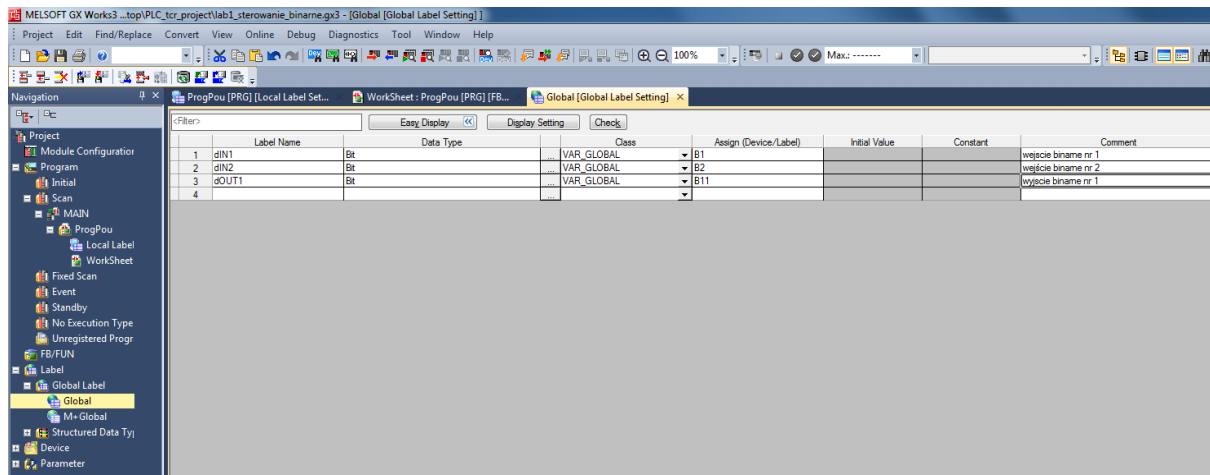 MELSOFT GX Works3 ...top\PLC_tcr_project\lab1_sterowanie_binarne.gx3 - [Global [Global Label Setting] ]
Project Edit Find/Replace Convert View Online Debug Diagnostics Tool Window Help
100% Max.: -------
Navigation
ProgPou [PRG] [Local Label Set...
WorkSheet : ProgPou [PRG] [FB...
Global [Global Label Setting]
<Filter> Easy Display Display Setting Check
Label Name Data Type Class Assign (Device/Label) Initial Value Constant Comment
1 dIN1 Bit ... VAR_GLOBAL B1 wejscie binarne nr 1
2 dIN2 Bit ... VAR_GLOBAL B2 wejście binarne nr 2
3 dOUT1 Bit ... VAR_GLOBAL B11 wyjscie binarne nr 1
4 ...
Project
Module Configuration
Program
Initial
Scan
MAIN
ProgPou
Local Label
WorkSheet
Fixed Scan
Event
Standby
No Execution Type
Unregistered Progr
FB/FUN
Label
Global Label
Global
M+Global
Structured Data Ty
Device
Parameter